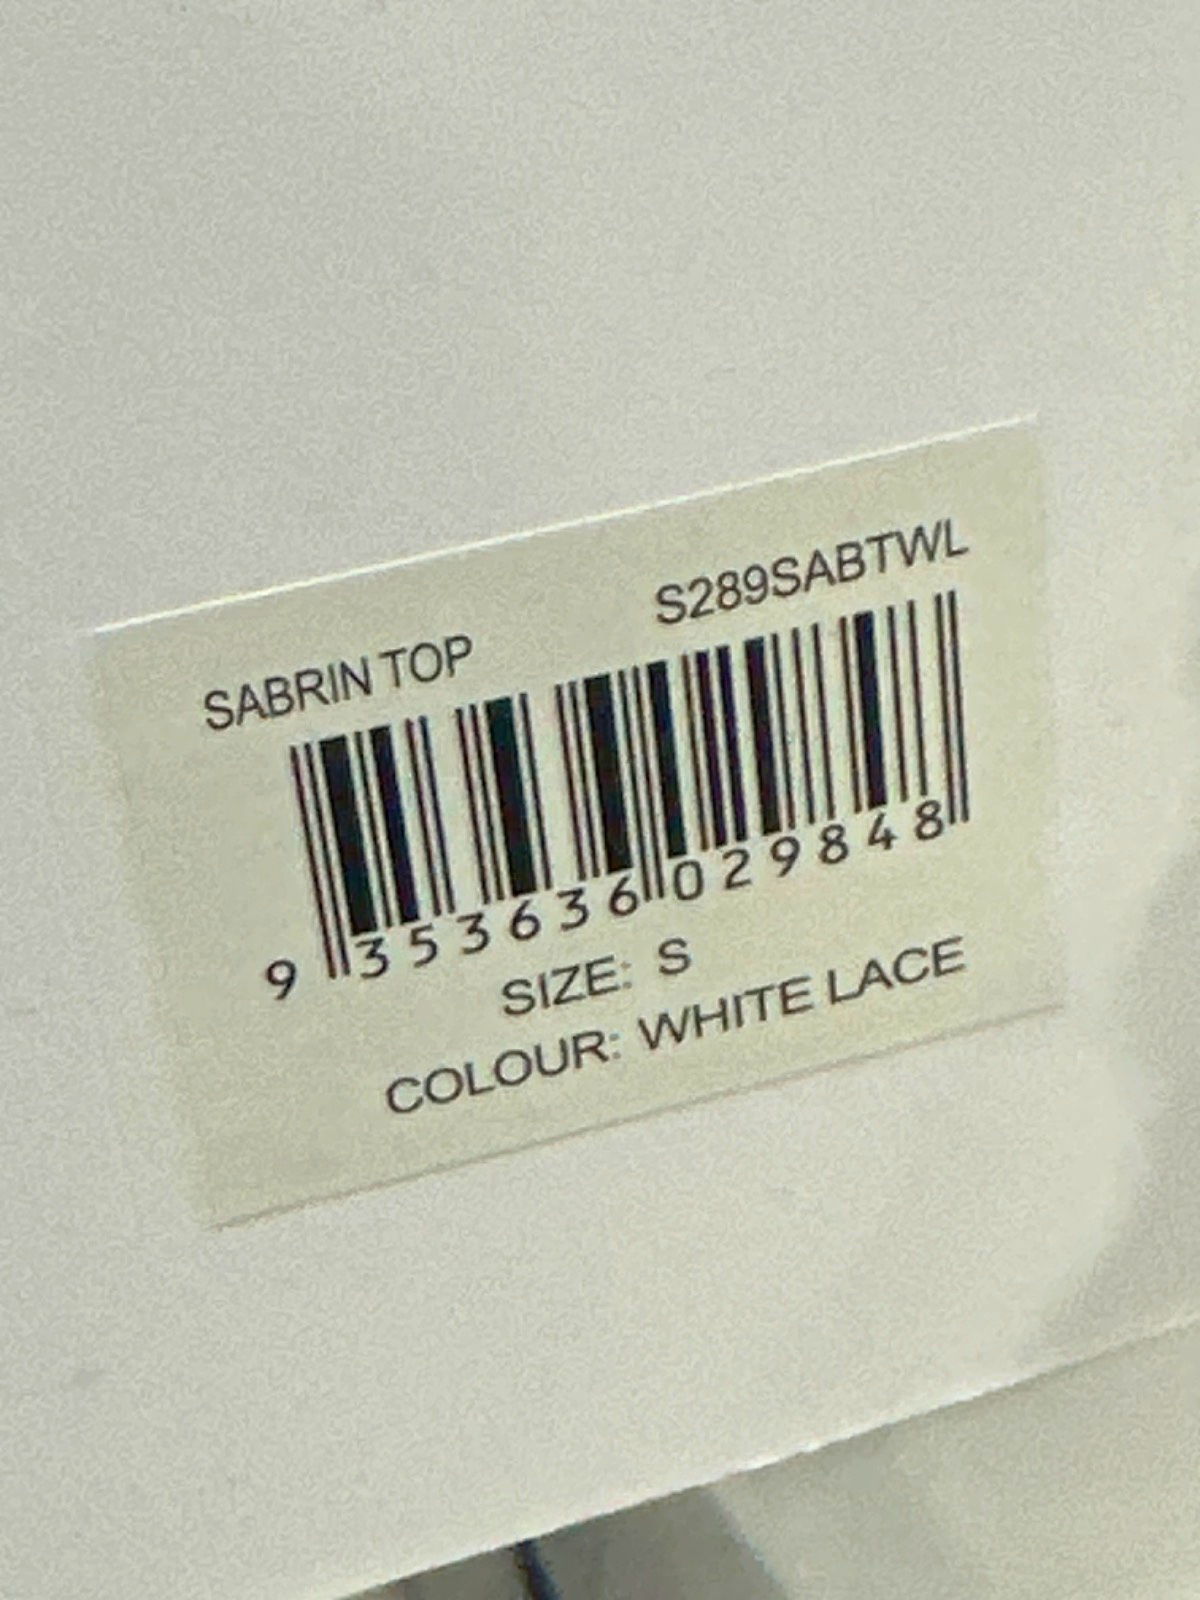 SABRIN TOP S289SABTWL
9 353636 029848
SIZE: S
COLOUR: WHITE LACE